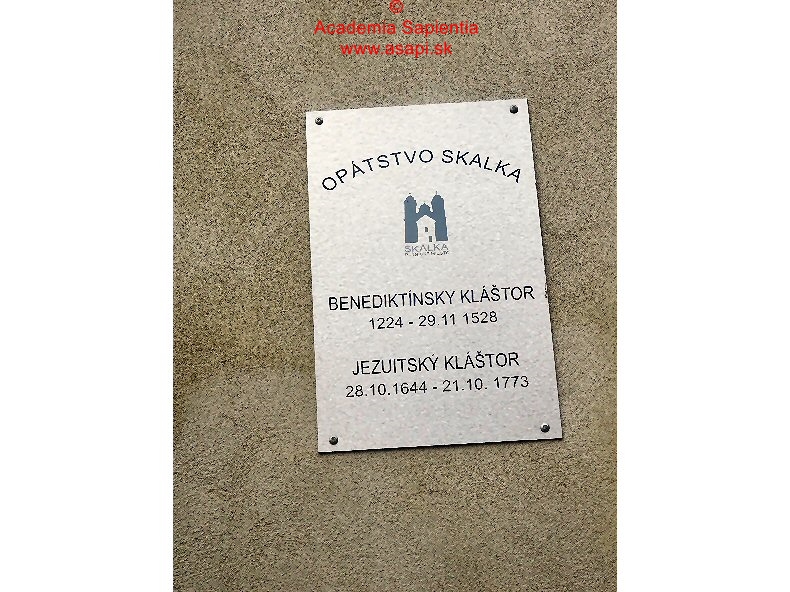 ©
Academia Sapientia
www.asapi.sk
OPÁTSTVO SKALKA
SKALKA
BENEDIKTÍNSKY KLÁŠTOR
1224 - 29.11 1528
JEZUITSKÝ KLÁŠTOR
28.10.1644 - 21.10. 1773